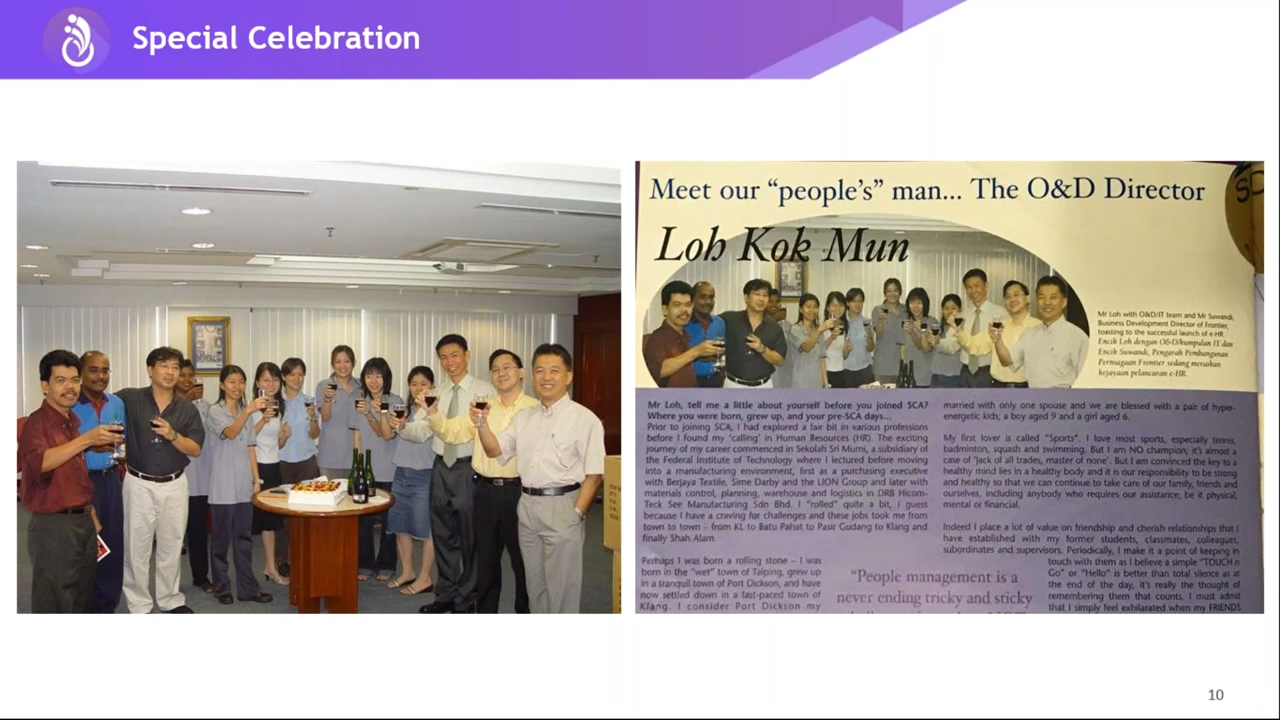 Special Celebration
Meet our “people’s” man... The O&D Director
Loh Kok Mun
SD
Mr Loh with O&D/IT team and Mr Suwandi,
Business Development Director of Frontier,
toasting to the successful launch of e-HR.
Encik Loh dengan O&D/kumpulan IT dan
Encik Suwandi, Pengarah Pembangunan
Perniagaan Frontier sedang meraikan
kejayaan pelancaran e-HR.
Mr Loh, tell me a little about yourself before you joined SCA?
Where you were born, grew up, and your pre-SCA days...
Prior to joining SCA, I had explored a fair bit in various professions
before I found my ‘calling’ in Human Resources (HR). The exciting
journey of my career commenced in Sekolah Sri Murni, a subsidiary of
the Federal Institute of Technology where I lectured before moving
into a manufacturing environment, first as a purchasing executive
with Berjaya Textile, Sime Darby and the LION Group and later with
materials control, planning, warehouse and logistics in DRB Hicom-
Teck See Manufacturing Sdn Bhd. I “rolled” quite a bit, I guess
because I have a craving for challenges and these jobs took me from
town to town – from KL to Batu Pahat to Pasir Gudang to Klang and
finally Shah Alam.
Perhaps I was born a rolling stone – I was
born in the “wet” town of Taiping, grew up
in a tranquil town of Port Dickson, and have
now settled down in a fast-paced town of
Klang. I consider Port Dickson my
“People management is a
never ending tricky and sticky
married with only one spouse and we are blessed with a pair of hyper-
energetic kids; a boy aged 9 and a girl aged 6.
My first lover is called “Sports”. I love most sports, especially tennis,
badminton, squash and swimming. But I am NO champion; it’s almost a
case of ‘jack of all trades, master of none’. But I am convinced the key to a
healthy mind lies in a healthy body and it is our responsibility to be strong
and healthy so that we can continue to take care of our family, friends and
ourselves, including anybody who requires our assistance; be it physical,
mental or financial.
Indeed I place a lot of value on friendship and cherish relationships that I
have established with my former students, classmates, colleagues,
subordinates and supervisors. Periodically, I make it a point of keeping in
touch with them as I believe a simple “TOUCH n
Go” or “Hello” is better than total silence as at
the end of the day, it’s really the thought of
remembering them that counts. I must admit
that I simply feel exhilarated when my FRIENDS
10